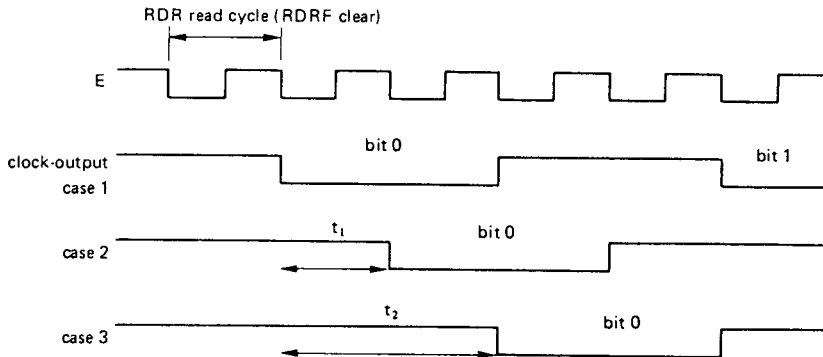 RDR read cycle (RDRF clear)
E
bit 0
bit 1
clock-output
case 1
t₁
bit 0
case 2
t₂
bit 0
case 3